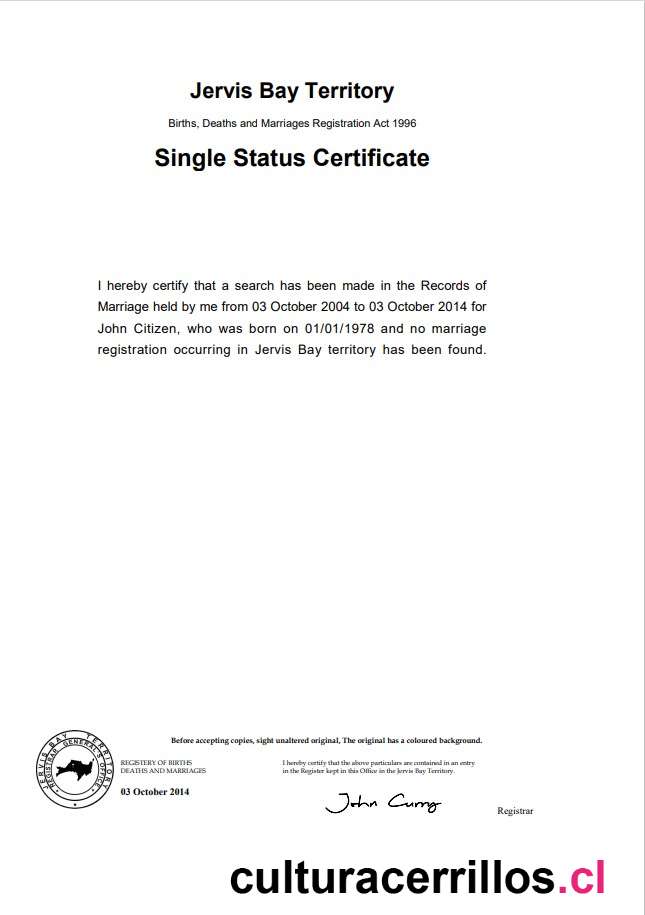 Jervis Bay Territory
Births, Deaths and Marriages Registration Act 1996
Single Status Certificate
I hereby certify that a search has been made in the Records of
Marriage held by me from 03 October 2004 to 03 October 2014 for
John Citizen, who was born on 01/01/1978 and no marriage
registration occurring in Jervis Bay territory has been found.
JERVIS BAY TERRITORY
REGISTRAR GENERAL'S OFFICE
Before accepting copies, sight unaltered original, The original has a coloured background.
REGISTERY OF BIRTHS
DEATHS AND MARRIAGES
03 October 2014
I hereby certify that the above particulars are contained in an entry
in the Register kept in this Office in the Jervis Bay Territory.
John
Registrar
culturacerrillos.cl